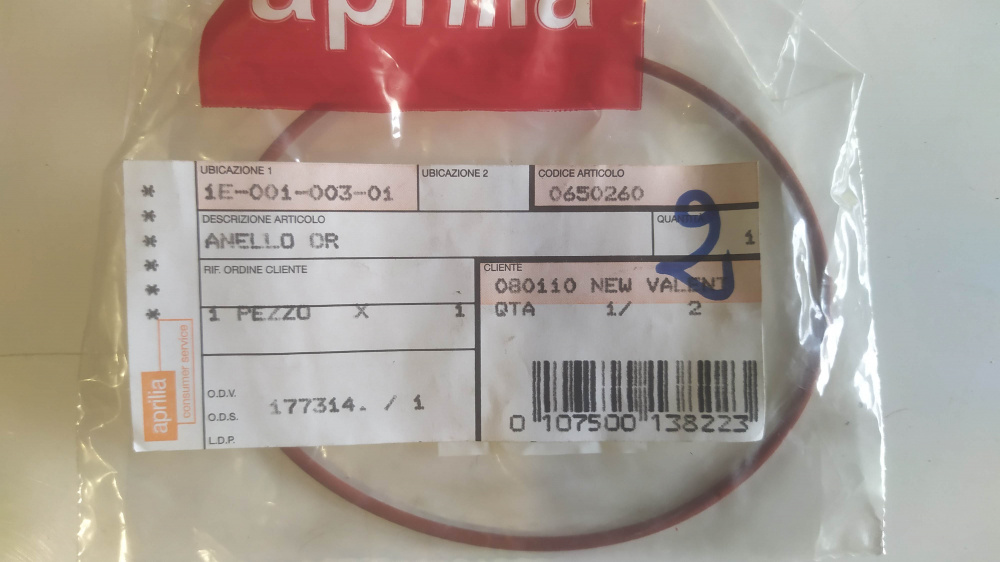 aprilia
UBICAZIONE 1
1E-001-003-01
UBICAZIONE 2
CODICE ARTICOLO
0650260
DESCRIZIONE ARTICOLO
ANELLO OR
QUANTITA
1
2
RIF. ORDINE CLIENTE
1 PEZZO X 1
CLIENTE
080110 NEW VALENT
QTA 1/ 2
O.D.V.
177314. / 1
O.D.S.
L.D.P.
0 107500 138223
* * * * * *
aprilia
consumer service